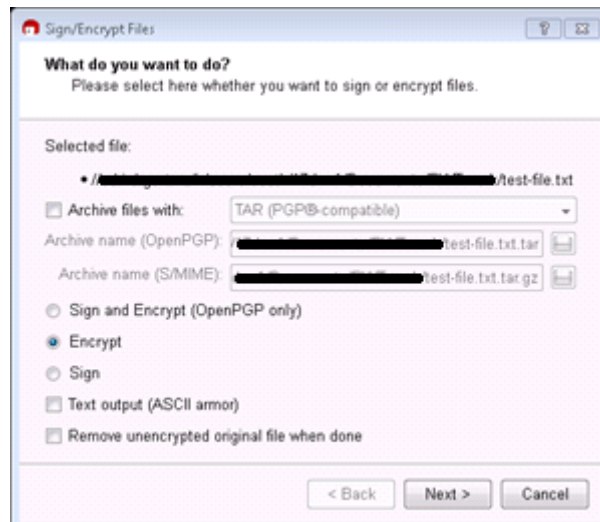 Sign/Encrypt Files
What do you want to do?
Please select here whether you want to sign or encrypt files.
Selected file:
• / /test-file.txt
Archive files with: TAR (PGP®-compatible)
Archive name (OpenPGP): /test-file.txt.tar
Archive name (S/MIME): /test-file.txt.tar.gz
Sign and Encrypt (OpenPGP only)
Encrypt
Sign
Text output (ASCII armor)
Remove unencrypted original file when done
< Back Next > Cancel